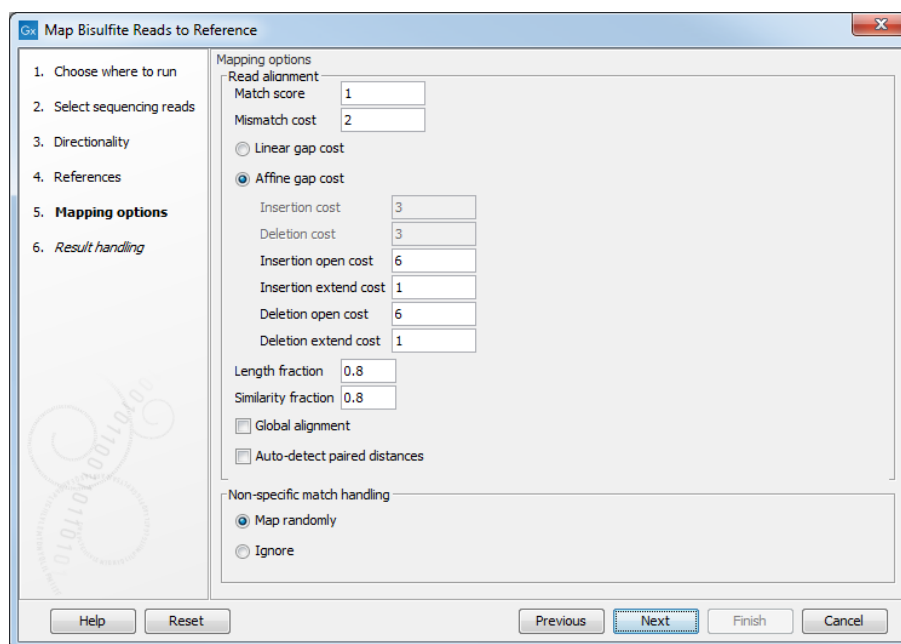 Gx Map Bisulfite Reads to Reference
1. Choose where to run
2. Select sequencing reads
3. Directionality
4. References
5. Mapping options
6. Result handling
Mapping options
Read alignment
Match score 1
Mismatch cost 2
Linear gap cost
Affine gap cost
Insertion cost 3
Deletion cost 3
Insertion open cost 6
Insertion extend cost 1
Deletion open cost 6
Deletion extend cost 1
Length fraction 0.8
Similarity fraction 0.8
Global alignment
Auto-detect paired distances
Non-specific match handling
Map randomly
Ignore
Help Reset Previous Next Finish Cancel